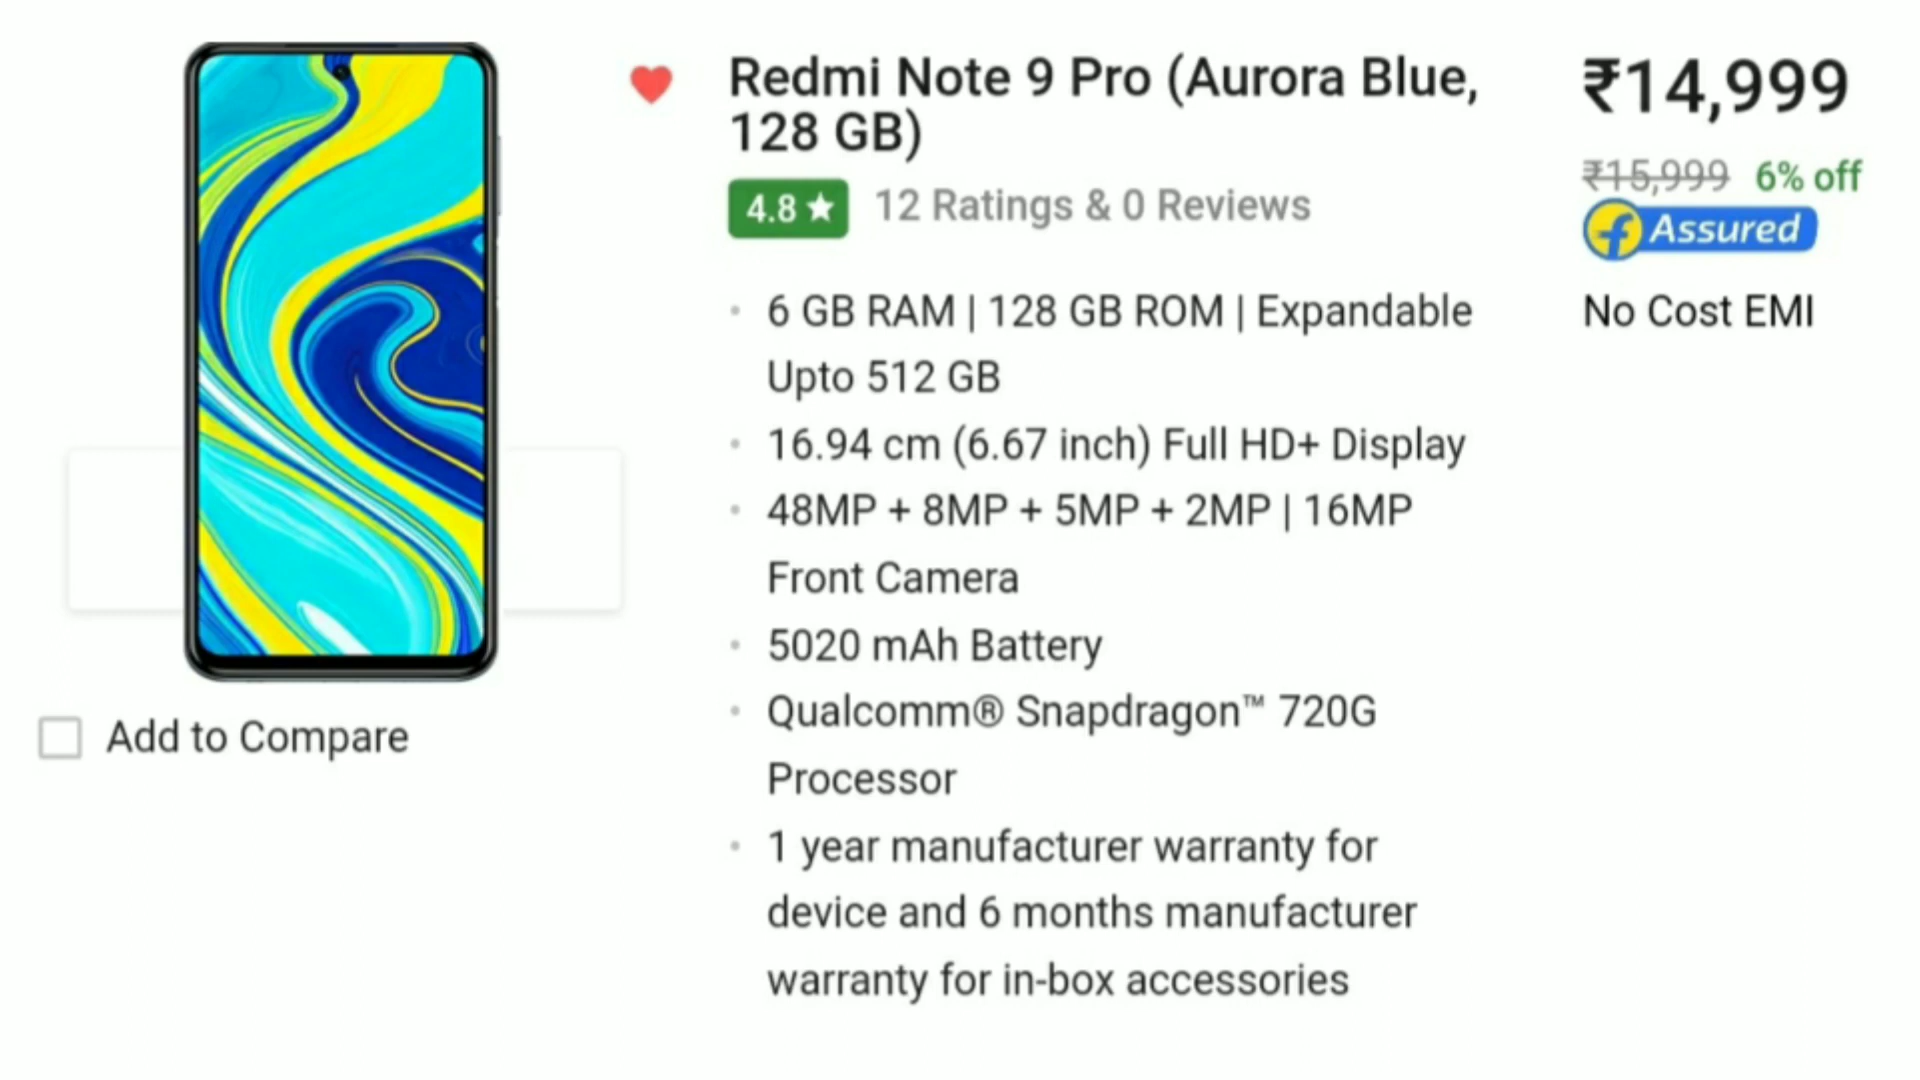 Redmi Note 9 Pro (Aurora Blue,
128 GB)
4.8★ 12 Ratings & 0 Reviews
• 6 GB RAM | 128 GB ROM | Expandable
Upto 512 GB
• 16.94 cm (6.67 inch) Full HD+ Display
• 48MP + 8MP + 5MP + 2MP | 16MP
Front Camera
• 5020 mAh Battery
• Qualcomm® Snapdragon™ 720G
Processor
• 1 year manufacturer warranty for
device and 6 months manufacturer
warranty for in-box accessories
₹14,999
₹15,999 6% off
f Assured
No Cost EMI
Add to Compare